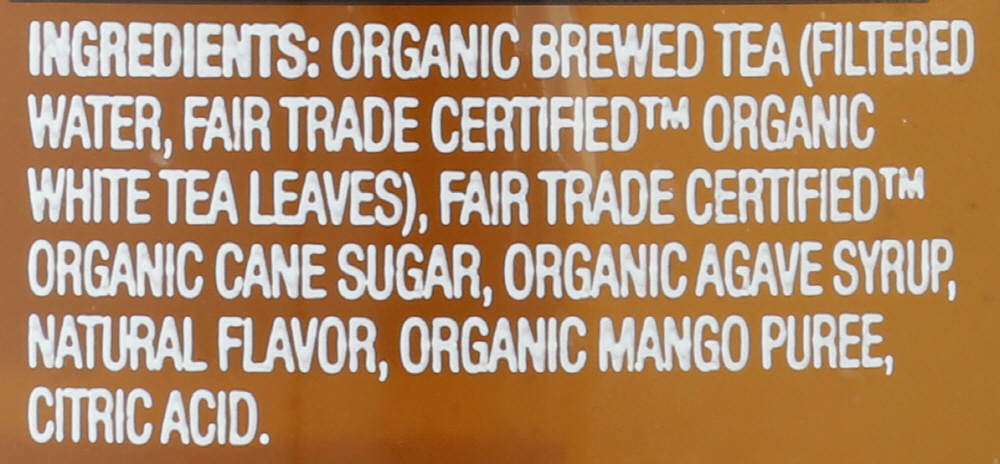 INGREDIENTS: ORGANIC BREWED TEA (FILTERED
WATER, FAIR TRADE CERTIFIED™ ORGANIC
WHITE TEA LEAVES), FAIR TRADE CERTIFIED™
ORGANIC CANE SUGAR, ORGANIC AGAVE SYRUP,
NATURAL FLAVOR, ORGANIC MANGO PUREE,
CITRIC ACID.